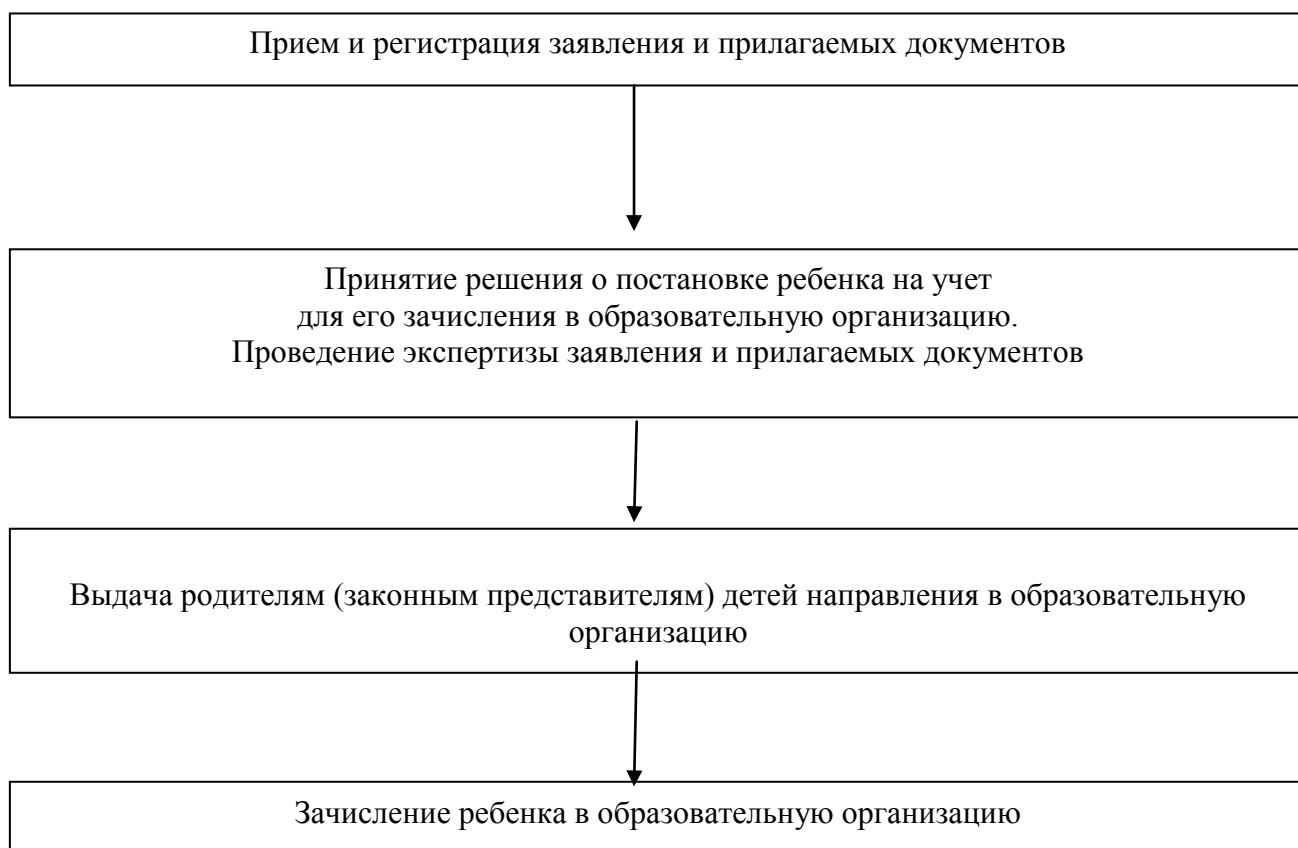 Прием и регистрация заявления и прилагаемых документов
Принятие решения о постановке ребенка на учет
для его зачисления в образовательную организацию.
Проведение экспертизы заявления и прилагаемых документов
Выдача родителям (законным представителям) детей направления в образовательную
организацию
Зачисление ребенка в образовательную организацию